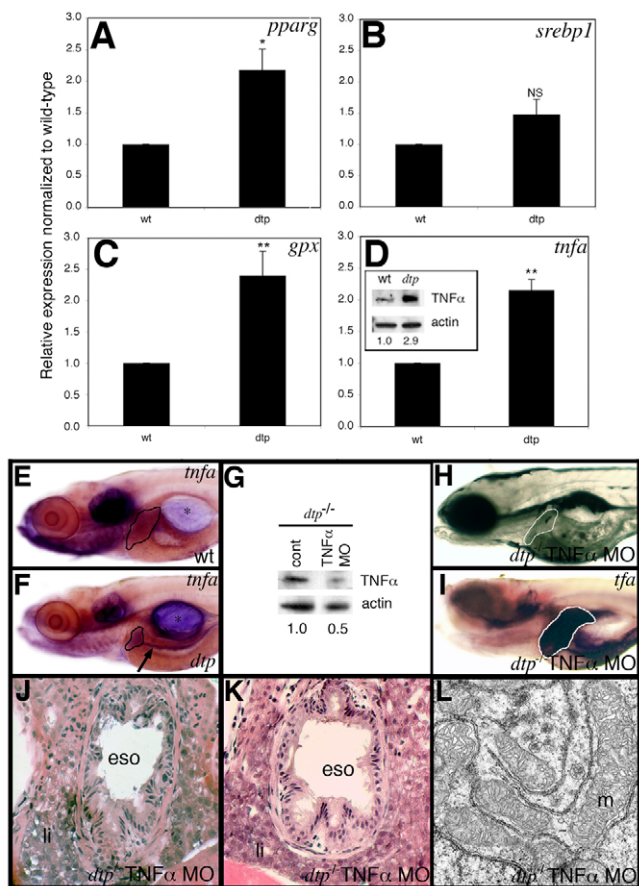 A
pparg
B
srebp1
Relative expression normalized to wild-type
3.0
2.5
2.0
1.5
1.0
0.5
0.0
*
wt
dtp
3.0
2.5
2.0
1.5
1.0
0.5
0.0
NS
wt
dtp
C
gpx
D
tnfa
3.0
2.5
2.0
1.5
1.0
0.5
0.0
**
wt
dtp
3.0
2.5
2.0
1.5
1.0
0.5
0.0
**
wt dtp
TNFα
actin
1.0 2.9
wt
dtp
E
tnfa
*
wt
F
tnfa
*
dtp
G
dtp-/-
cont
TNFα
MO
TNFα
actin
1.0 0.5
H
dtp-/- TNFα MO
I
tfa
dtp-/- TNFα MO
J
eso
li
dtp-/- TNFα MO
K
eso
li
dtp-/- TNFα MO
L
m
dtp-/- TNFα MO